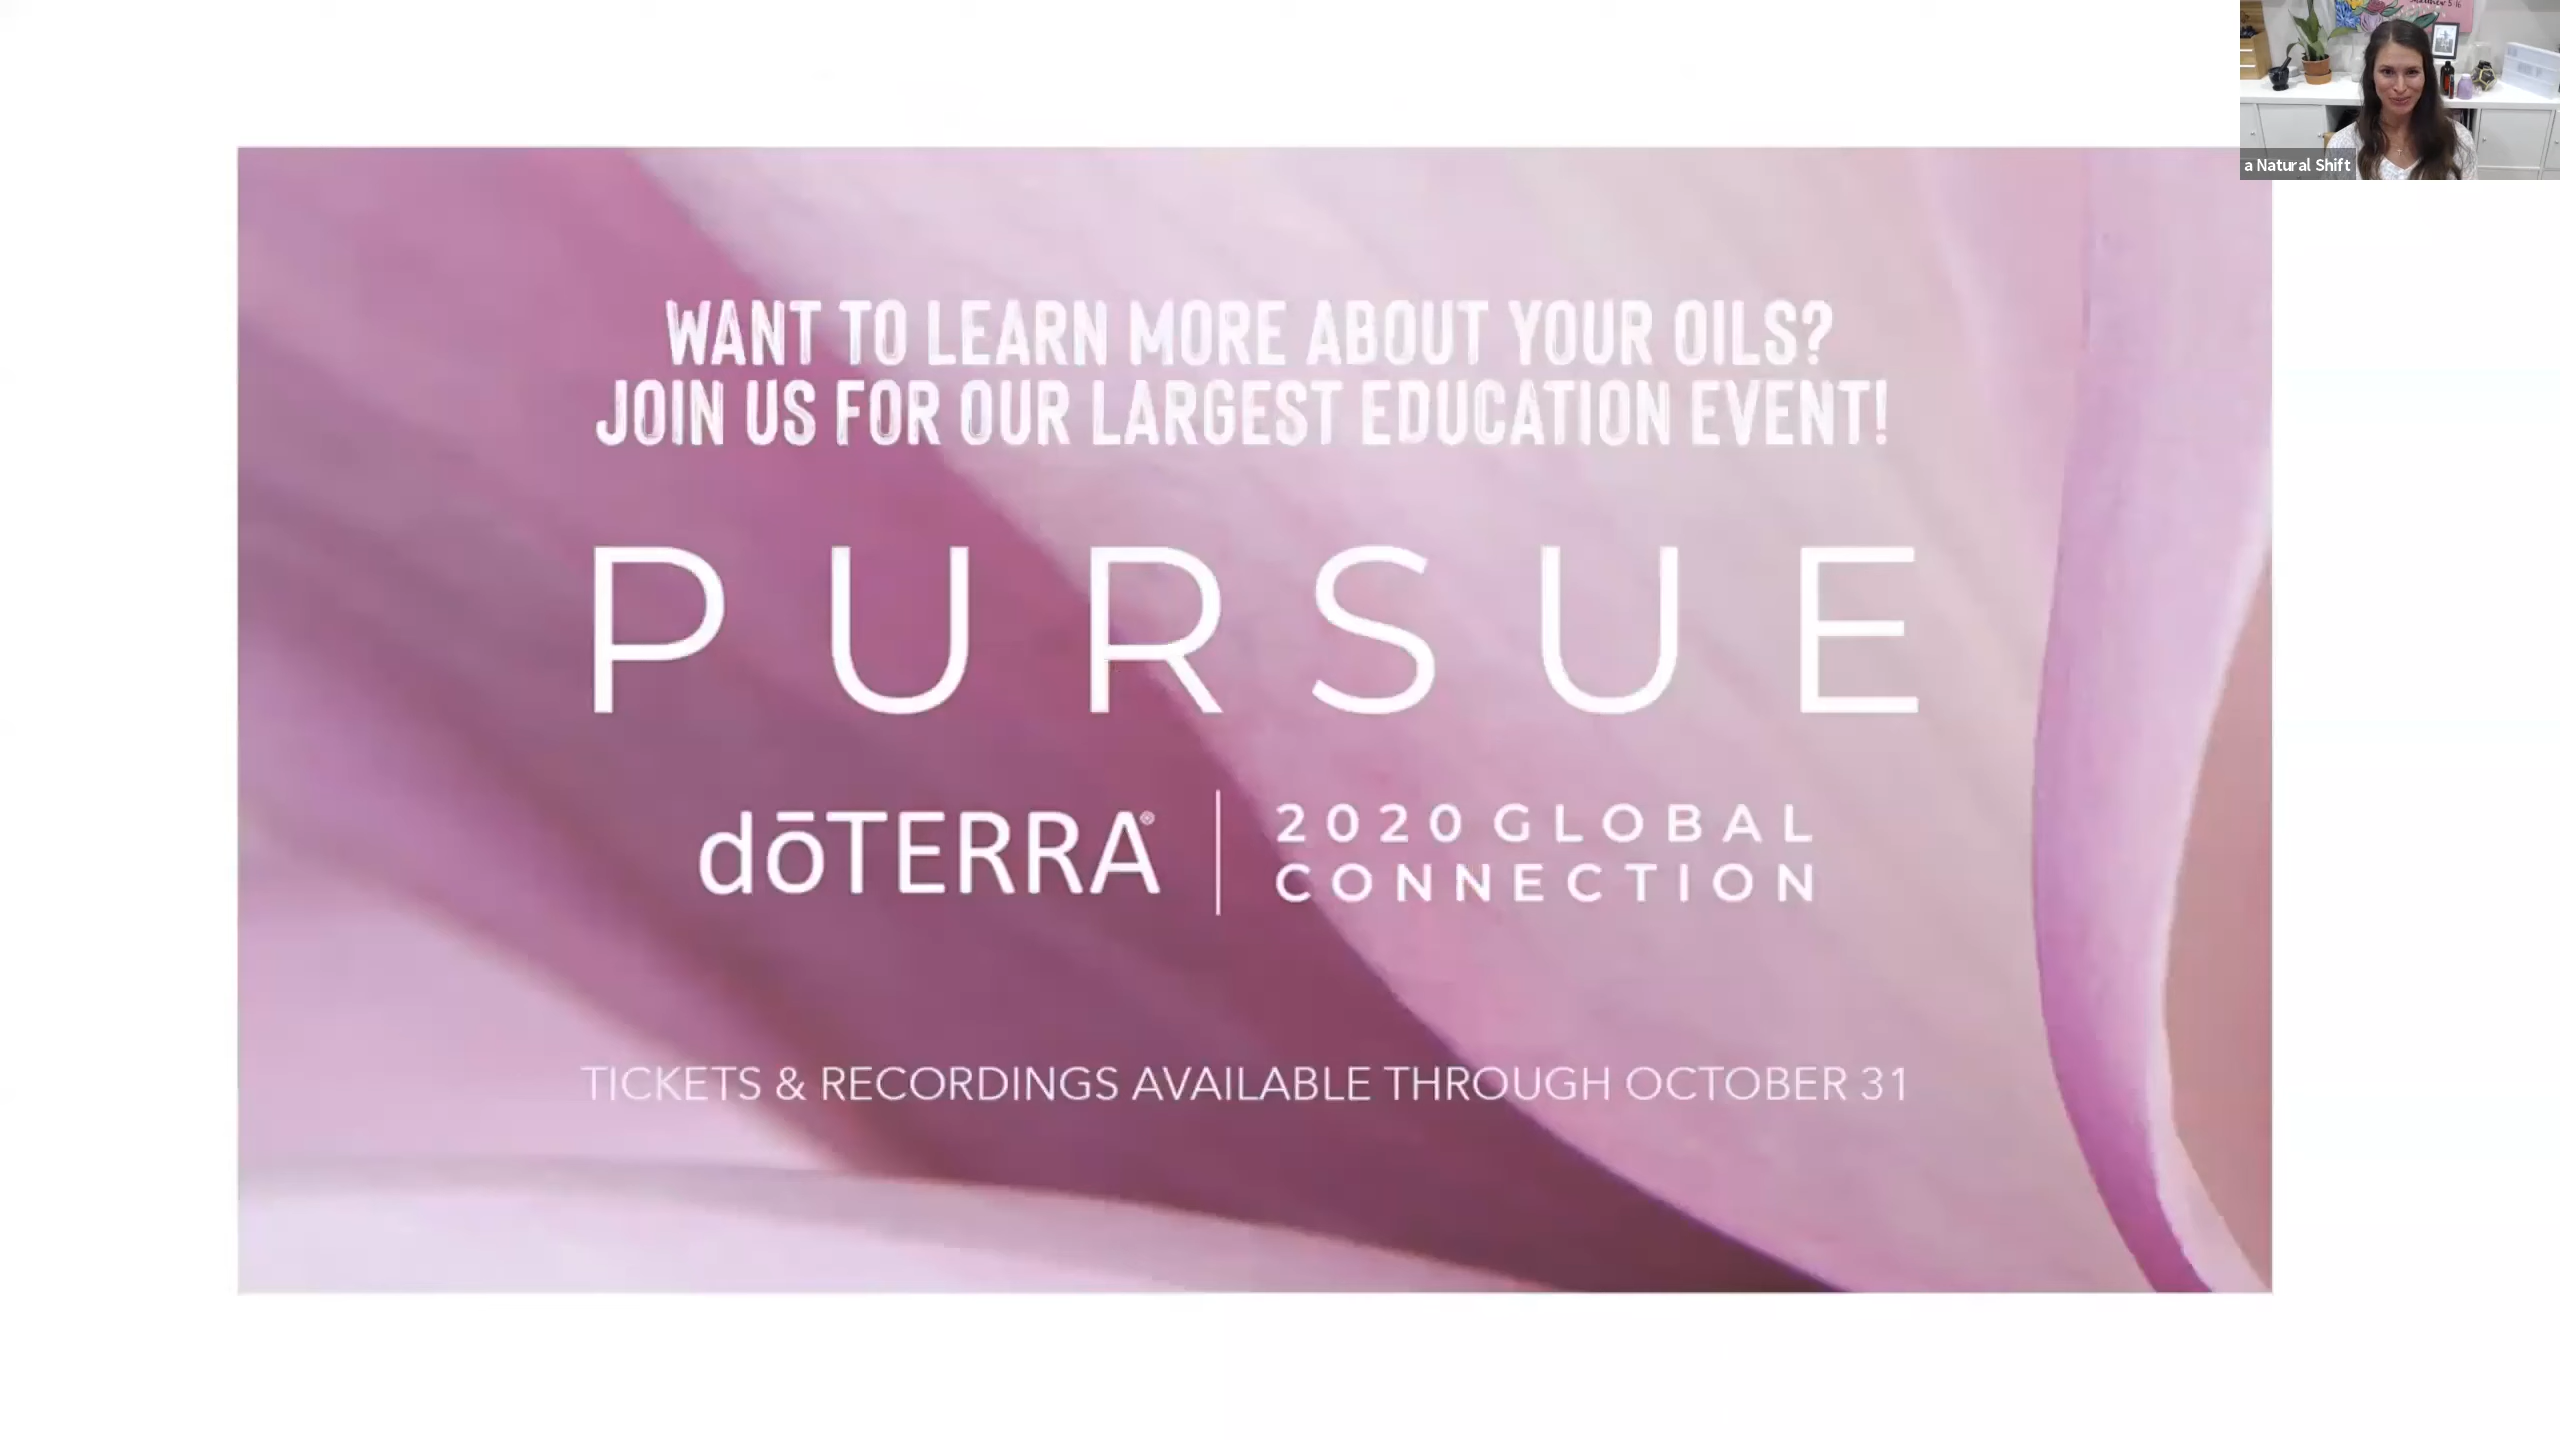 WANT TO LEARN MORE ABOUT YOUR OILS?
JOIN US FOR OUR LARGEST EDUCATION EVENT!
PURSUE
dōTERRA®
2020 GLOBAL
CONNECTION
TICKETS & RECORDINGS AVAILABLE THROUGH OCTOBER 31
a Natural Shift